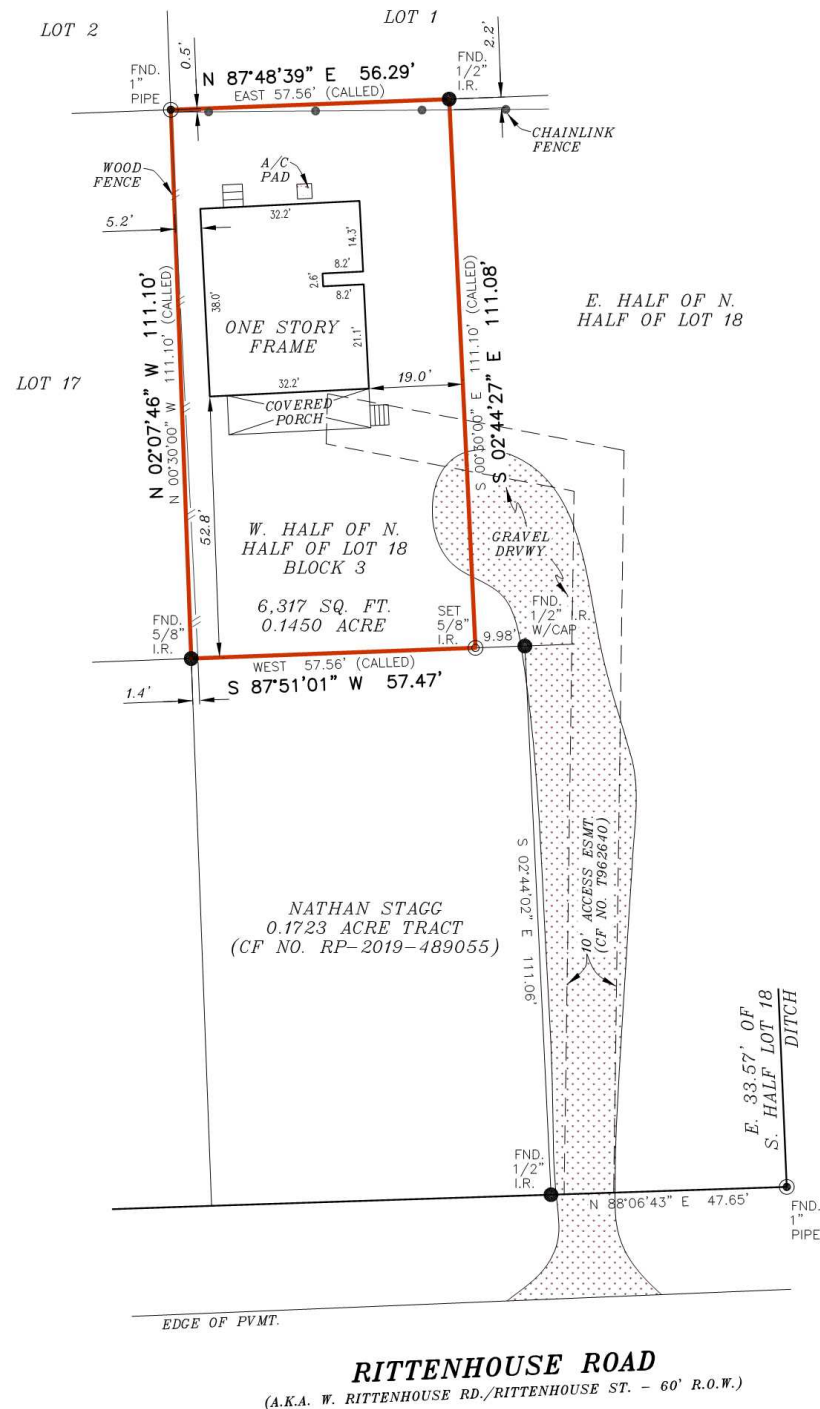 LOT 2
LOT 1
0.5'
2.2'
FND.
1"
PIPE
N 87°48'39" E 56.29'
EAST 57.56' (CALLED)
FND.
1/2"
I.R.
CHAINLINK
FENCE
WOOD
FENCE
A/C
PAD
5.2'
32.2'
14.3'
8.2'
2.6'
8.2'
38.0'
21.1'
ONE STORY
FRAME
32.2'
19.0'
COVERED
PORCH
N 02°07'46" W 111.10'
N 00°30'00" W 111.10' (CALLED)
S 00°30'00" E 111.10' (CALLED)
S 02°44'27" E 111.08'
E. HALF OF N.
HALF OF LOT 18
LOT 17
52.8'
W. HALF OF N.
HALF OF LOT 18
BLOCK 3
6,317 SQ. FT.
0.1450 ACRE
GRAVEL
DRVWY
FND.
5/8"
I.R.
SET
5/8"
I.R.
9.98'
FND.
1/2" I.R.
W/CAP
WEST 57.56' (CALLED)
S 87°51'01" W 57.47'
1.4'
S 02°44'02" E 111.06'
10' ACCESS ESMT.
(CF NO. T962640)
NATHAN STAGG
0.1723 ACRE TRACT
(CF NO. RP-2019-489055)
E. 33.57' OF
S. HALF LOT 18
DITCH
FND.
1/2"
I.R.
N 88°06'43" E 47.65'
FND.
1"
PIPE
EDGE OF PVMT.
RITTENHOUSE ROAD
(A.K.A. W. RITTENHOUSE RD./RITTENHOUSE ST. - 60' R.O.W.)